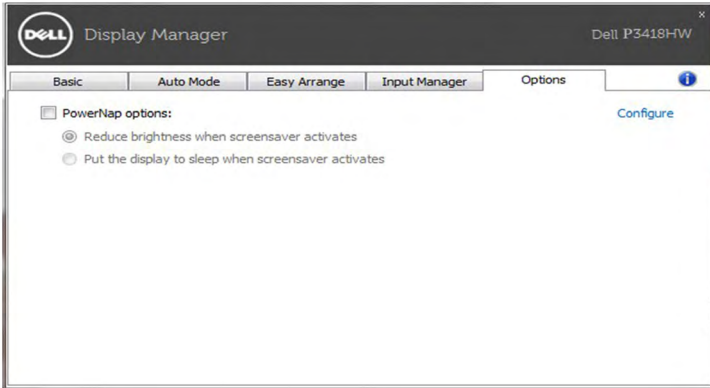 DELL Display Manager Dell P3418HW ×
Basic Auto Mode Easy Arrange Input Manager Options i
PowerNap options: Configure
Reduce brightness when screensaver activates
Put the display to sleep when screensaver activates